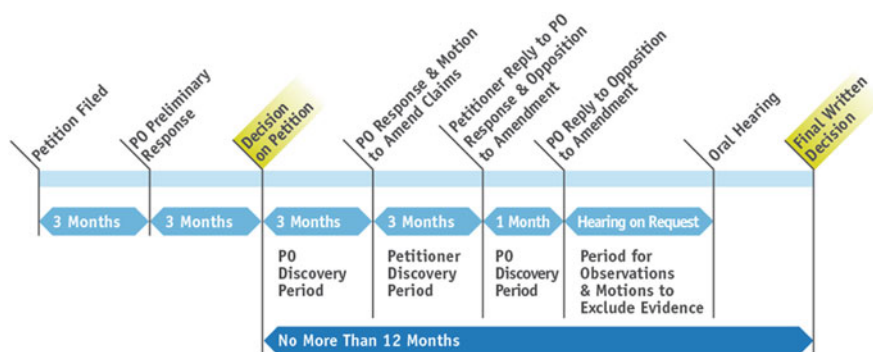 Petition Filed
PO Preliminary
Response
Decision
on Petition
PO Response & Motion
to Amend Claims
Petitioner Reply to PO
Response & Opposition
to Amendment
PO Reply to Opposition
to Amendment
Oral Hearing
Final Written
Decision
3 Months
3 Months
3 Months
3 Months
1 Month
Hearing on Request
PO
Discovery
Period
Petitioner
Discovery
Period
PO
Discovery
Period
Period for
Observations
& Motions to
Exclude Evidence
No More Than 12 Months